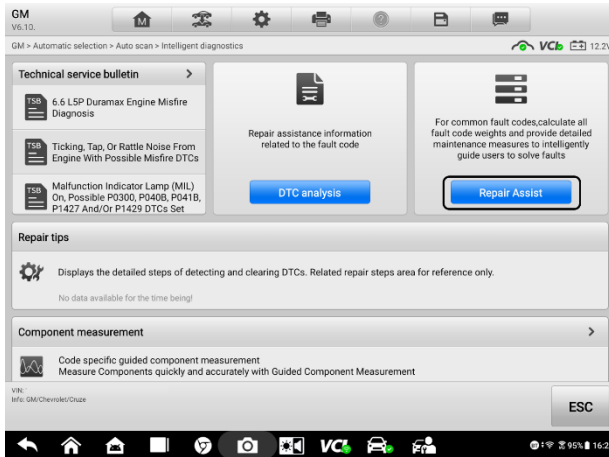 GM
V6.10.
GM > Automatic selection > Auto scan > Intelligent diagnostics
VCI 12.2V
Technical service bulletin >
TSB 6.6 L5P Duramax Engine Misfire
Diagnosis
TSB Ticking, Tap, Or Rattle Noise From
Engine With Possible Misfire DTCs
TSB Malfunction Indicator Lamp (MIL)
On, Possible P0300, P040B, P041B,
P1427 And/Or P1429 DTCs Set
Repair assistance information
related to the fault code
DTC analysis
For common fault codes,calculate all
fault code weights and provide detailed
maintenance measures to intelligently
guide users to solve faults
Repair Assist
Repair tips
Displays the detailed steps of detecting and clearing DTCs. Related repair steps area for reference only.
No data available for the time being!
Component measurement >
Code specific guided component measurement
Measure Components quickly and accurately with Guided Component Measurement
VIN:
Info: GM/Chevrolet/Cruze
ESC
VCI
95% 16:2